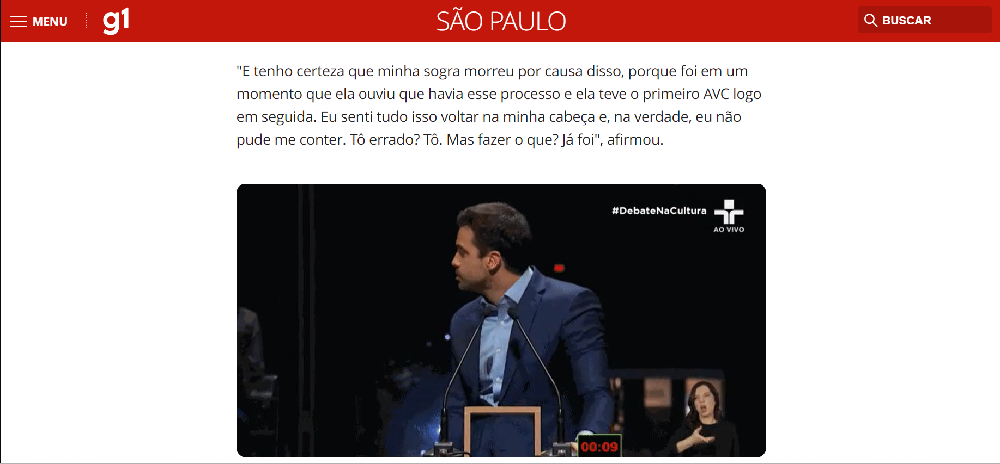 MENU
g1
SÃO PAULO
BUSCAR
"E tenho certeza que minha sogra morreu por causa disso, porque foi em um
momento que ela ouviu que havia esse processo e ela teve o primeiro AVC logo
em seguida. Eu senti tudo isso voltar na minha cabeça e, na verdade, eu não
pude me conter. Tô errado? Tô. Mas fazer o que? Já foi", afirmou.
#DebateNaCultura
AO VIVO
00:09